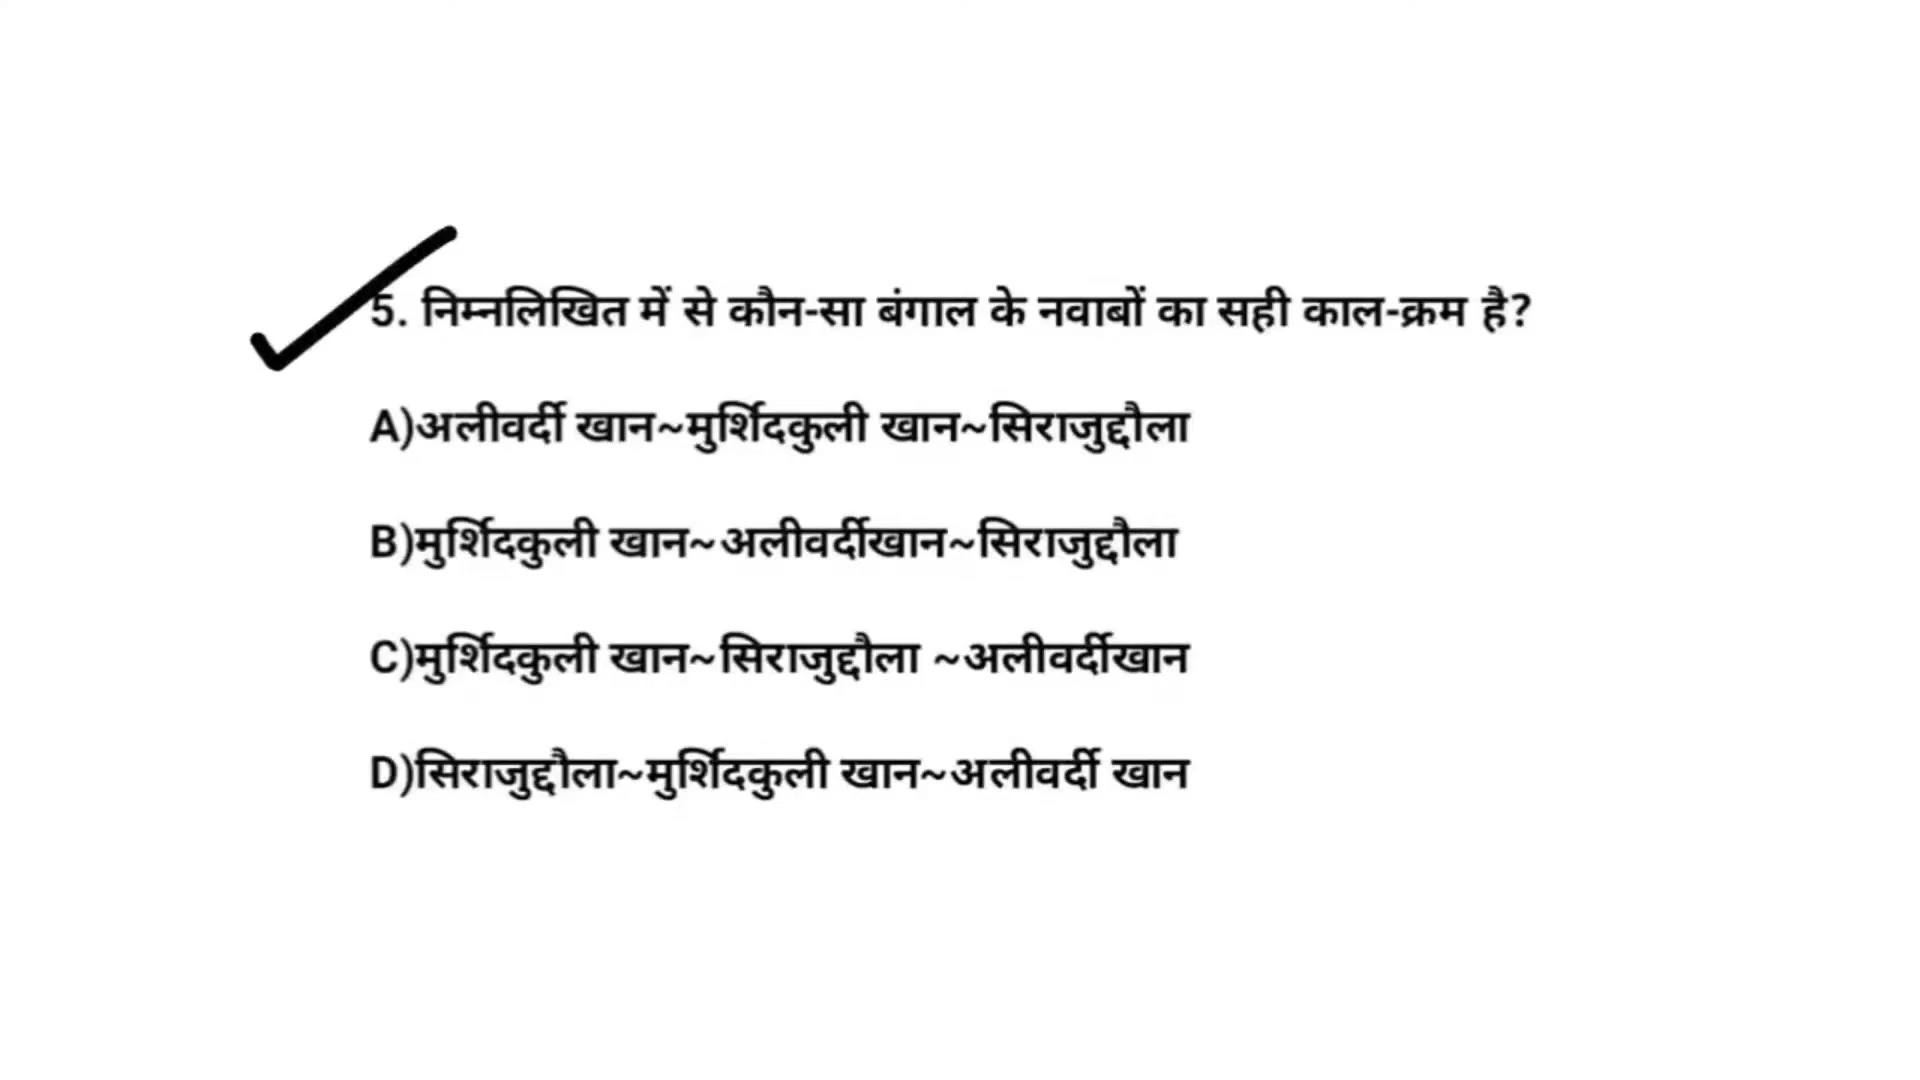 5. निम्नलिखित में से कौन-सा बंगाल के नवाबों का सही काल-क्रम है?
A)अलीवर्दी खान~मुर्शिदकुली खान~सिराजुद्दौला
B)मुर्शिदकुली खान~अलीवर्दीखान~सिराजुद्दौला
C)मुर्शिदकुली खान~सिराजुद्दौला ~अलीवर्दीखान
D)सिराजुद्दौला~मुर्शिदकुली खान~अलीवर्दी खान